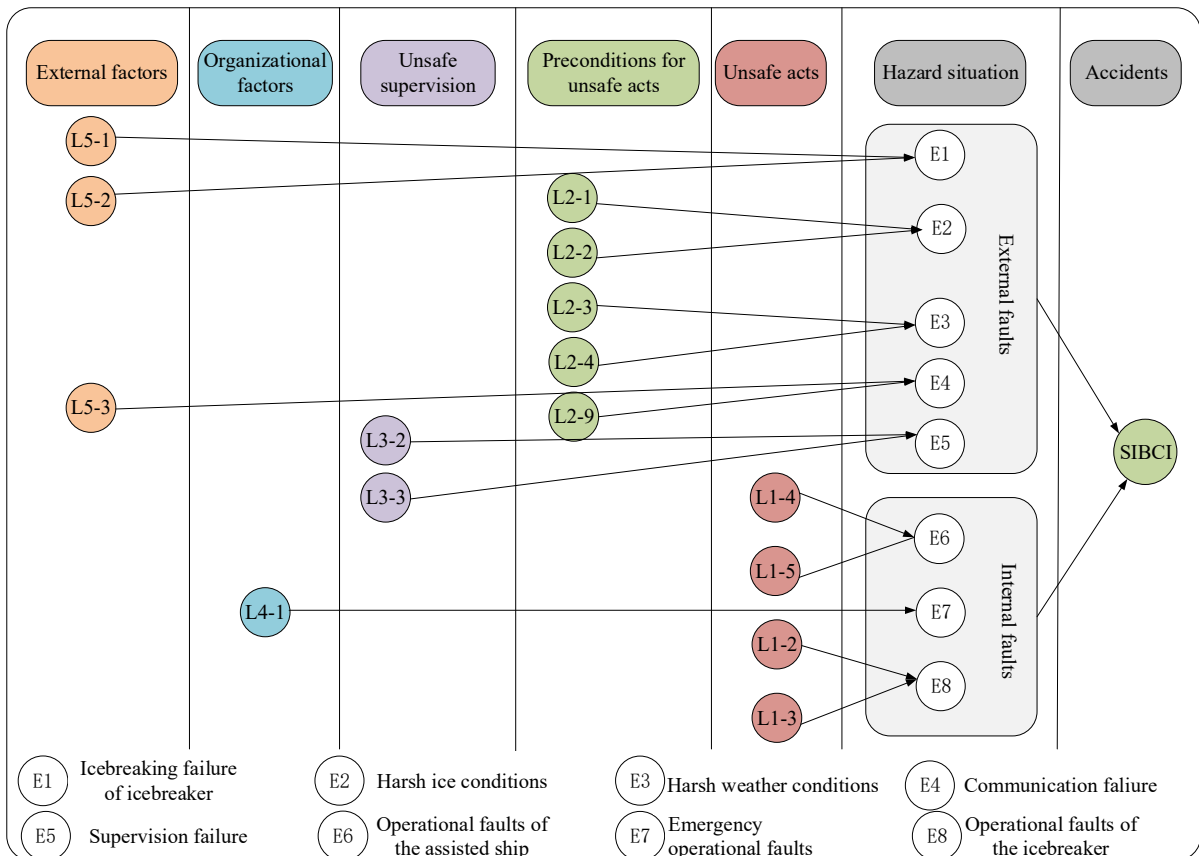 External factors
Organizational
factors
Unsafe
supervision
Preconditions for
unsafe acts
Unsafe acts
Hazard situation
Accidents
L5-1
L5-2
L5-3
L4-1
L3-2
L3-3
L2-1
L2-2
L2-3
L2-4
L2-9
L1-4
L1-5
L1-2
L1-3
E1
E2
E3
E4
E5
External faults
E6
E7
E8
Internal faults
SIBCI
E1
Icebreaking failure
of icebreaker
E2
Harsh ice conditions
E3
Harsh weather conditions
E4
Communication faliure
E5
Supervision failure
E6
Operational faults of
the assisted ship
E7
Emergency
operational faults
E8
Operational faults of
the icebreaker